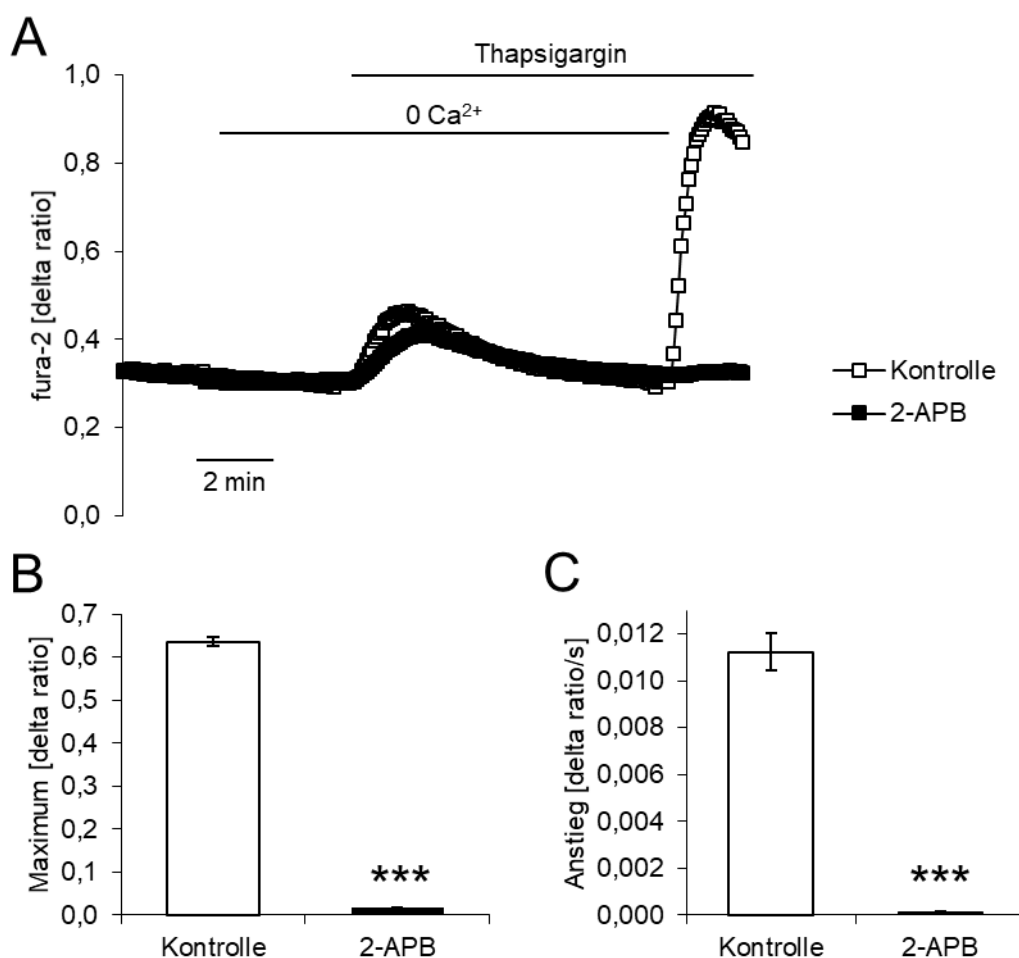 A
Thapsigargin
1,0
0 Ca²⁺
0,8
0,6
fura-2 [delta ratio]
0,4
Kontrolle
2-APB
0,2
2 min
0,0
B
0,7
0,6
0,5
0,4
0,3
0,2
0,1
0,0
Maximum [delta ratio]
***
Kontrolle
2-APB
C
0,012
0,010
0,008
0,006
0,004
0,002
0,000
Anstieg [delta ratio/s]
***
Kontrolle
2-APB